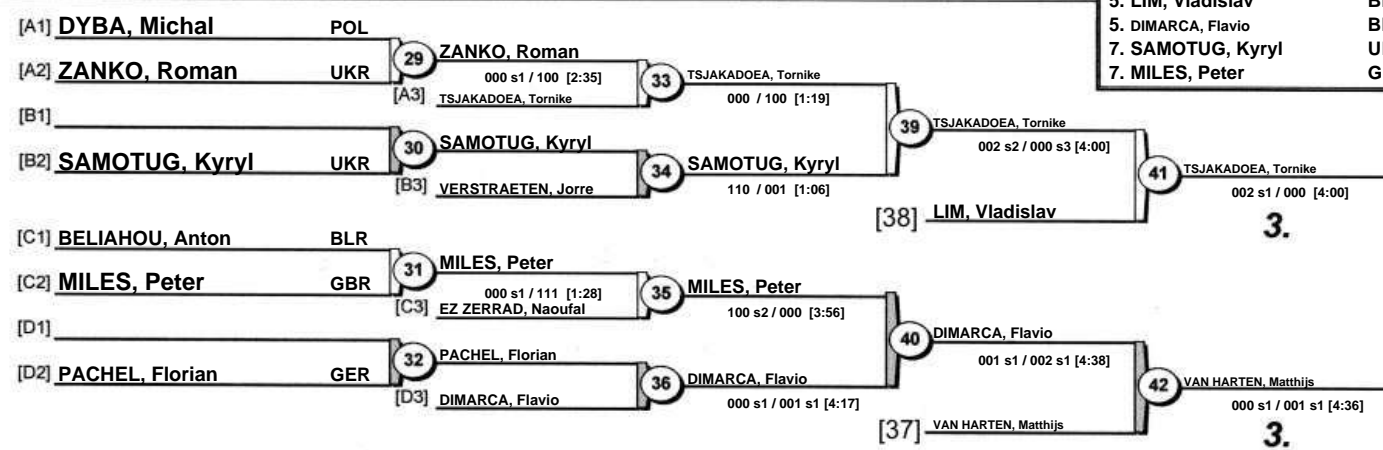 5. LIM, Vladislav
5. DIMARCA, Flavio
7. SAMOTUG, Kyryl
7. MILES, Peter
[A1] DYBA, Michal POL
[A2] ZANKO, Roman UKR
29
ZANKO, Roman
000 s1 / 100 [2:35]
[A3] TSJAKADOEA, Tornike
33
TSJAKADOEA, Tornike
000 / 100 [1:19]
[B1]
[B2] SAMOTUG, Kyryl UKR
30
SAMOTUG, Kyryl
[B3] VERSTRAETEN, Jorre
34
SAMOTUG, Kyryl
110 / 001 [1:06]
39
TSJAKADOEA, Tornike
002 s2 / 000 s3 [4:00]
[38] LIM, Vladislav
41
TSJAKADOEA, Tornike
002 s1 / 000 [4:00]
3.
[C1] BELIAHOU, Anton BLR
[C2] MILES, Peter GBR
31
MILES, Peter
000 s1 / 111 [1:28]
[C3] EZ ZERRAD, Naoufal
35
MILES, Peter
100 s2 / 000 [3:56]
[D1]
[D2] PACHEL, Florian GER
32
PACHEL, Florian
[D3] DIMARCA, Flavio
36
DIMARCA, Flavio
000 s1 / 001 s1 [4:17]
40
DIMARCA, Flavio
001 s1 / 002 s1 [4:38]
[37] VAN HARTEN, Matthijs
42
VAN HARTEN, Matthijs
000 s1 / 001 s1 [4:36]
3.